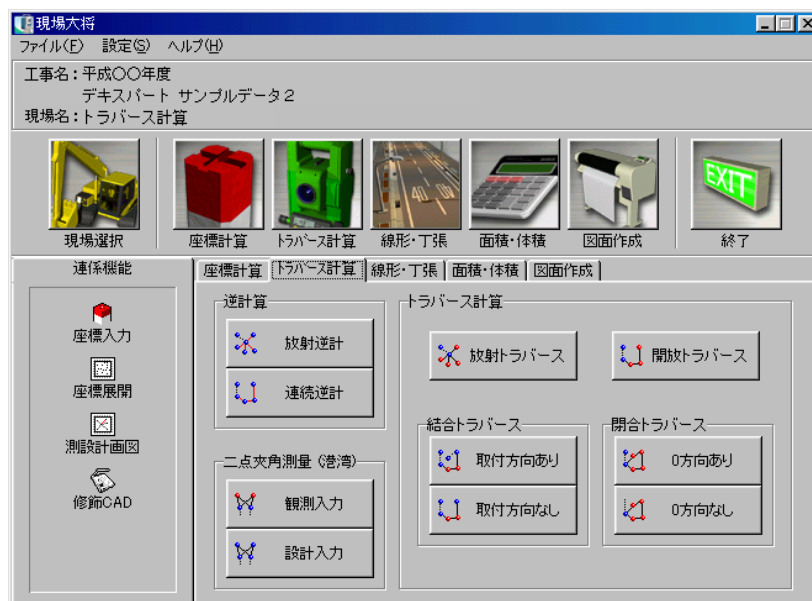 現場大将
ファイル(F) 設定(S) ヘルプ(H)
工事名：平成〇〇年度
デキスパート サンプルデータ２
現場名：トラバース計算
EXIT
現場選択 座標計算 トラバース計算 線形・丁張 面積・体積 図面作成 終了
連係機能
座標入力
座標展開
測設計画図
修飾CAD
座標計算 トラバース計算 線形・丁張 面積・体積 図面作成
逆計算
放射逆計
連続逆計
二点夾角測量（港湾）
観測入力
設計入力
トラバース計算
放射トラバース 開放トラバース
結合トラバース
取付方向あり
取付方向なし
閉合トラバース
0方向あり
0方向なし